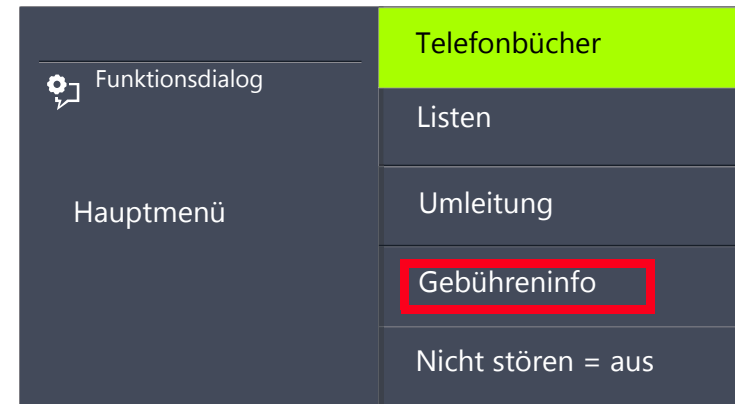 Funktionsdialog
Hauptmenü
Telefonbücher
Listen
Umleitung
Gebühreninfo
Nicht stören = aus